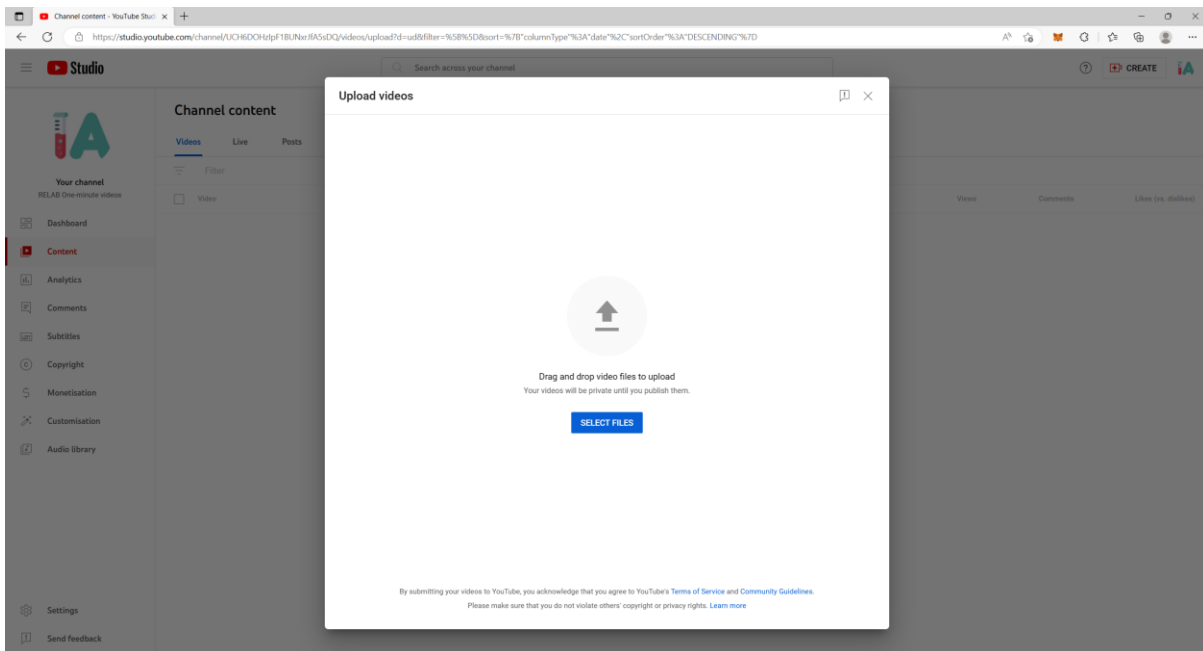 Channel content - YouTube Stud
https://studio.youtube.com/channel/UCH6DOHzlpF1BUNxrJfA5sDQ/videos/upload?d=ud&filter=%5B%5D&sort=%7B"columnType"%3A"date"%2C"sortOrder"%3A"DESCENDING"%7D
Studio
Search across your channel
CREATE
Upload videos
Channel content
Videos Live Posts
Filter
Video Views Comments Likes (vs. dislikes)
Your channel
RELAB One-minute videos
Dashboard
Content
Analytics
Comments
Subtitles
Copyright
Monetisation
Customisation
Audio library
Settings
Send feedback
Drag and drop video files to upload
Your videos will be private until you publish them.
SELECT FILES
By submitting your videos to YouTube, you acknowledge that you agree to YouTube's Terms of Service and Community Guidelines.
Please make sure that you do not violate others' copyright or privacy rights. Learn more